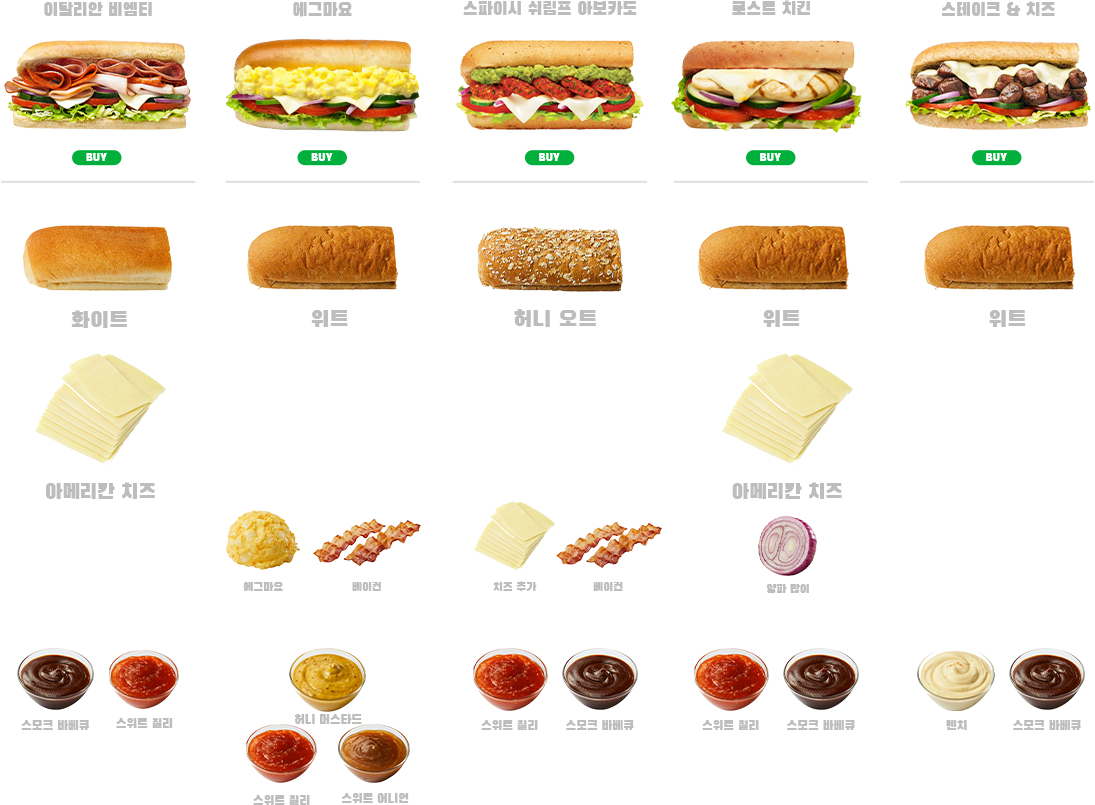 이탈리안 비엠티
에그마요
스파이시 쉬림프 아보카도
로스트 치킨
스테이크 & 치즈
BUY
BUY
BUY
BUY
BUY
화이트
위트
허니 오트
위트
위트
아메리칸 치즈
아메리칸 치즈
에그마요
베이컨
치즈 추가
베이컨
양파 많이
스모크 바베큐
스위트 칠리
허니 머스타드
스위트 칠리
스모크 바베큐
스위트 칠리
스모크 바베큐
렌치
스모크 바베큐
스위트 칠리
스위트 어니언